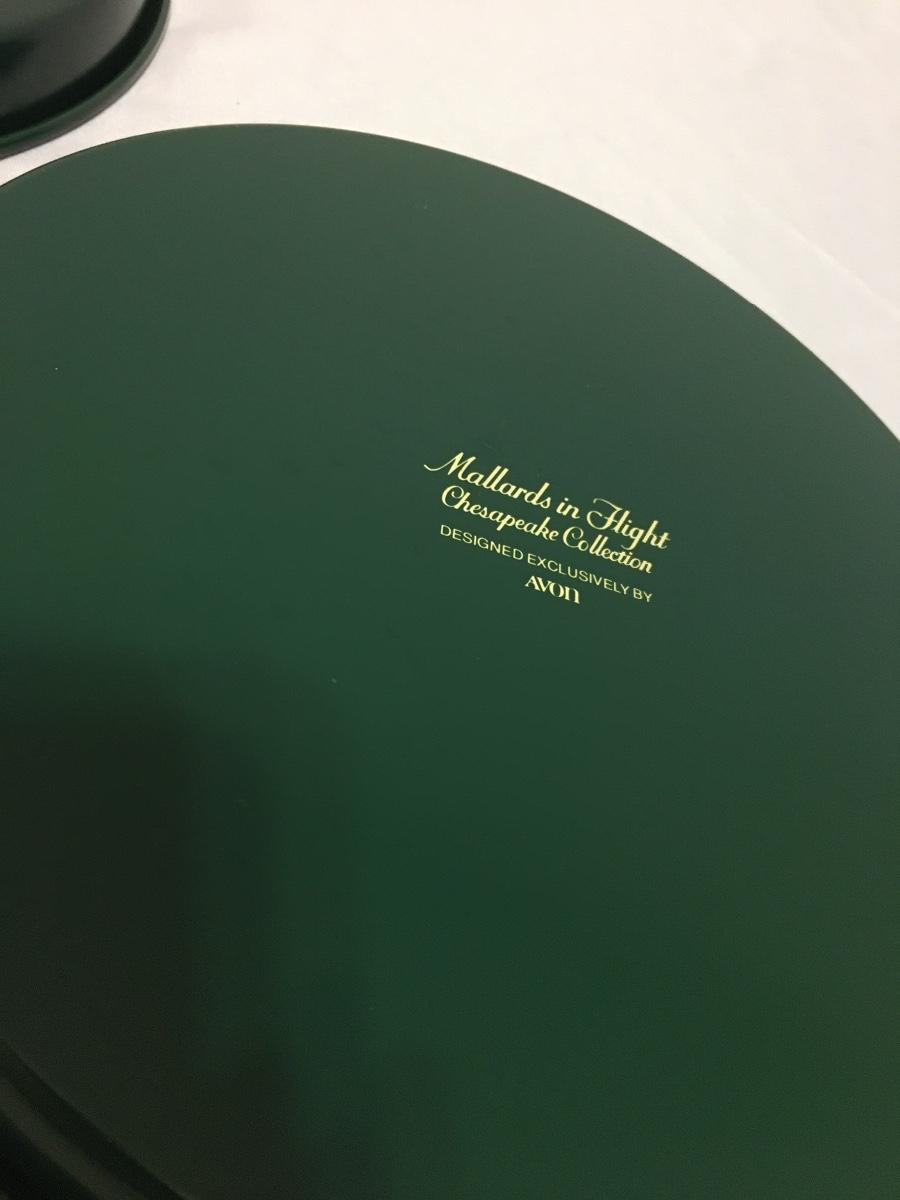 Mallards in Flight
Chesapeake Collection
DESIGNED EXCLUSIVELY BY
AVON